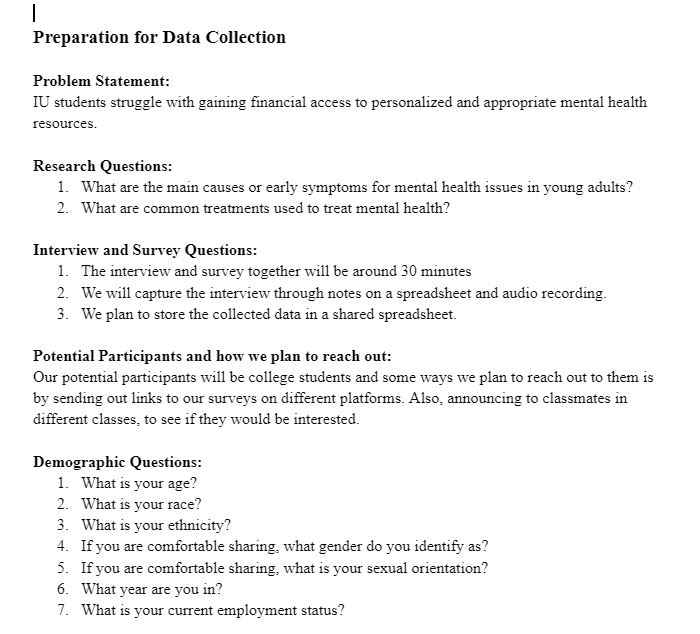 Preparation for Data Collection
Problem Statement:
IU students struggle with gaining financial access to personalized and appropriate mental health
resources.
Research Questions:
1. What are the main causes or early symptoms for mental health issues in young adults?
2. What are common treatments used to treat mental health?
Interview and Survey Questions:
1. The interview and survey together will be around 30 minutes
2. We will capture the interview through notes on a spreadsheet and audio recording.
3. We plan to store the collected data in a shared spreadsheet.
Potential Participants and how we plan to reach out:
Our potential participants will be college students and some ways we plan to reach out to them is
by sending out links to our surveys on different platforms. Also, announcing to classmates in
different classes, to see if they would be interested.
Demographic Questions:
1. What is your age?
2. What is your race?
3. What is your ethnicity?
4. If you are comfortable sharing, what gender do you identify as?
5. If you are comfortable sharing, what is your sexual orientation?
6. What year are you in?
7. What is your current employment status?